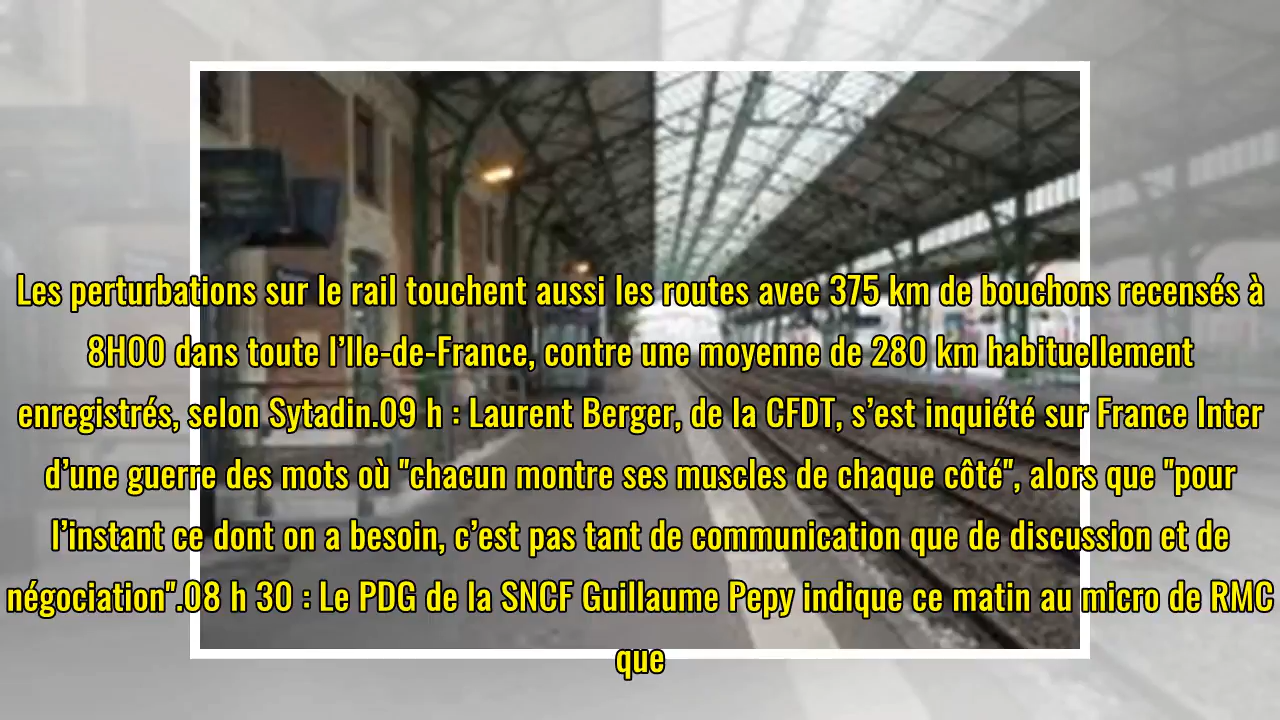 Les perturbations sur le rail touchent aussi les routes avec 375 km de bouchons recensés à
8H00 dans toute l’Ile-de-France, contre une moyenne de 280 km habituellement
enregistrés, selon Sytadin.09 h : Laurent Berger, de la CFDT, s’est inquiété sur France Inter
d’une guerre des mots où "chacun montre ses muscles de chaque côté", alors que "pour
l’instant ce dont on a besoin, c’est pas tant de communication que de discussion et de
négociation".08 h 30 : Le PDG de la SNCF Guillaume Pepy indique ce matin au micro de RMC
que